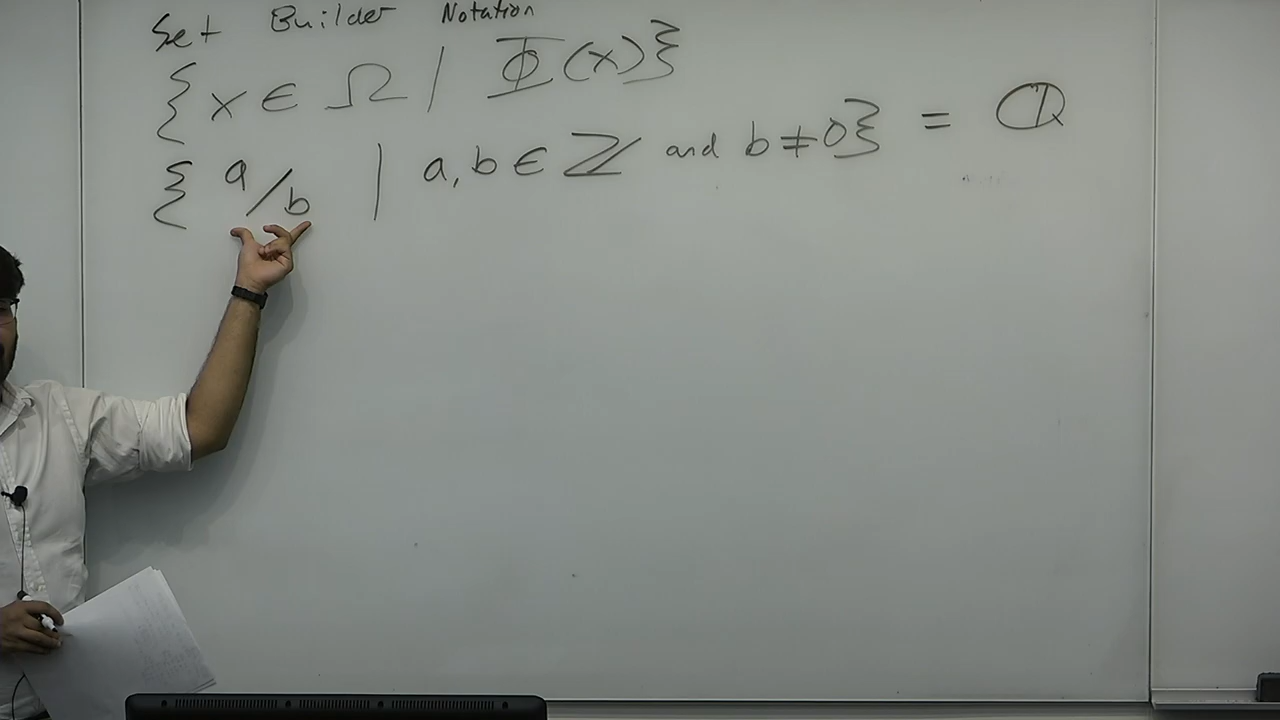 Set Builder Notation
{x ∈ Ω | Φ(x)}
{a/b | a, b ∈ ℤ and b ≠ 0} = ℚ